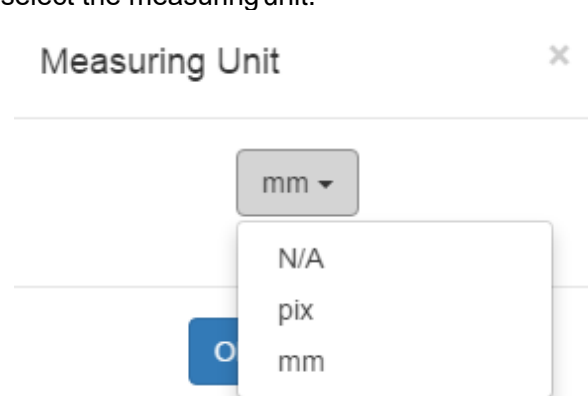 select the measuring unit.
Measuring Unit ×
mm
N/A
pix
mm